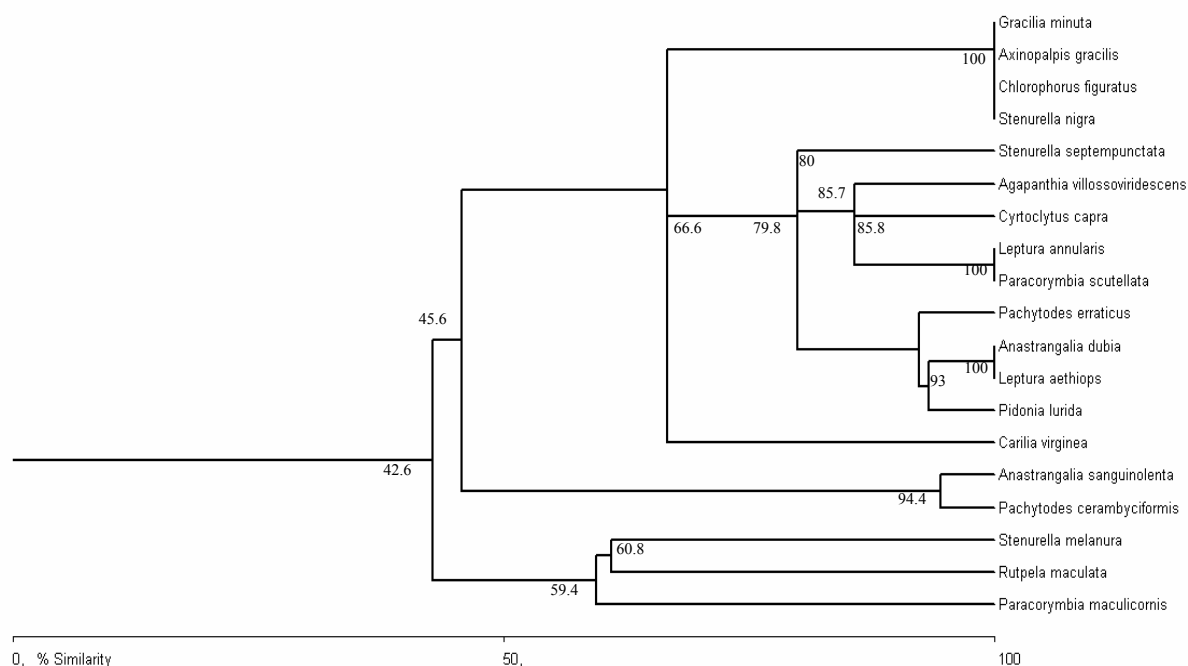 Gracilia minuta
100
Axinopalpis gracilis
Chlorophorus figuratus
Stenurella nigra
Stenurella septempunctata
80
Agapanthia villossoviridescens
85.7
Cyrtoclytus capra
66.6
79.8
85.8
Leptura annularis
100
Paracorymbia scutellata
Pachytodes erraticus
45.6
Anastrangalia dubia
100
Leptura aethiops
93
Pidonia lurida
Carilia virginea
42.6
Anastrangalia sanguinolenta
94.4
Pachytodes cerambyciformis
Stenurella melanura
60.8
Rutpela maculata
59.4
Paracorymbia maculicornis
0, % Similarity 50, 100